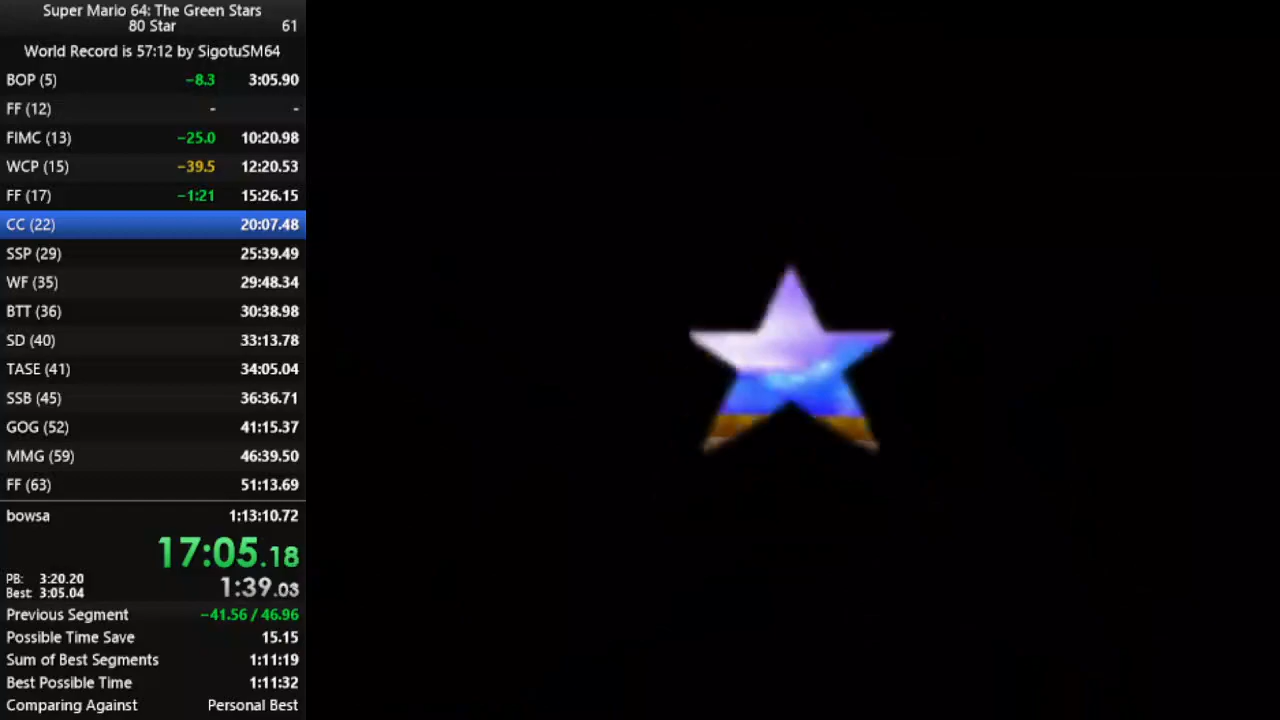 Super Mario 64: The Green Stars
80 Star 61
World Record is 57:12 by SigotuSM64
BOP (5) −8.3 3:05.90
FF (12) - -
FIMC (13) −25.0 10:20.98
WCP (15) −39.5 12:20.53
FF (17) −1:21 15:26.15
CC (22) 20:07.48
SSP (29) 25:39.49
WF (35) 29:48.34
BTT (36) 30:38.98
SD (40) 33:13.78
TASE (41) 34:05.04
SSB (45) 36:36.71
GOG (52) 41:15.37
MMG (59) 46:39.50
FF (63) 51:13.69
bowsa 1:13:10.72
17:05.18
PB: 3:20.20
Best: 3:05.04 1:39.03
Previous Segment −41.56 / 46.96
Possible Time Save 15.15
Sum of Best Segments 1:11:19
Best Possible Time 1:11:32
Comparing Against Personal Best